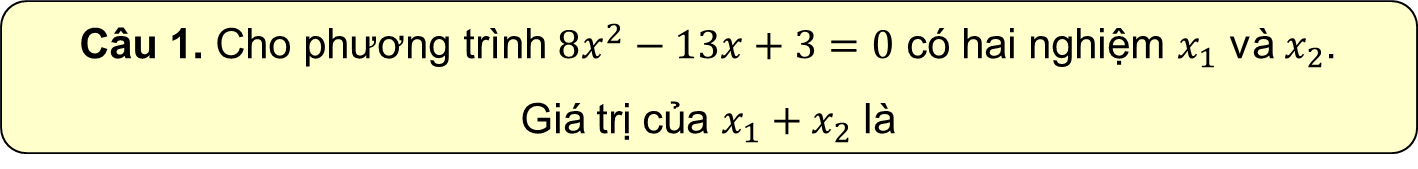 Câu 1. Cho phương trình 8x² − 13x + 3 = 0 có hai nghiệm x₁ và x₂.
Giá trị của x₁ + x₂ là